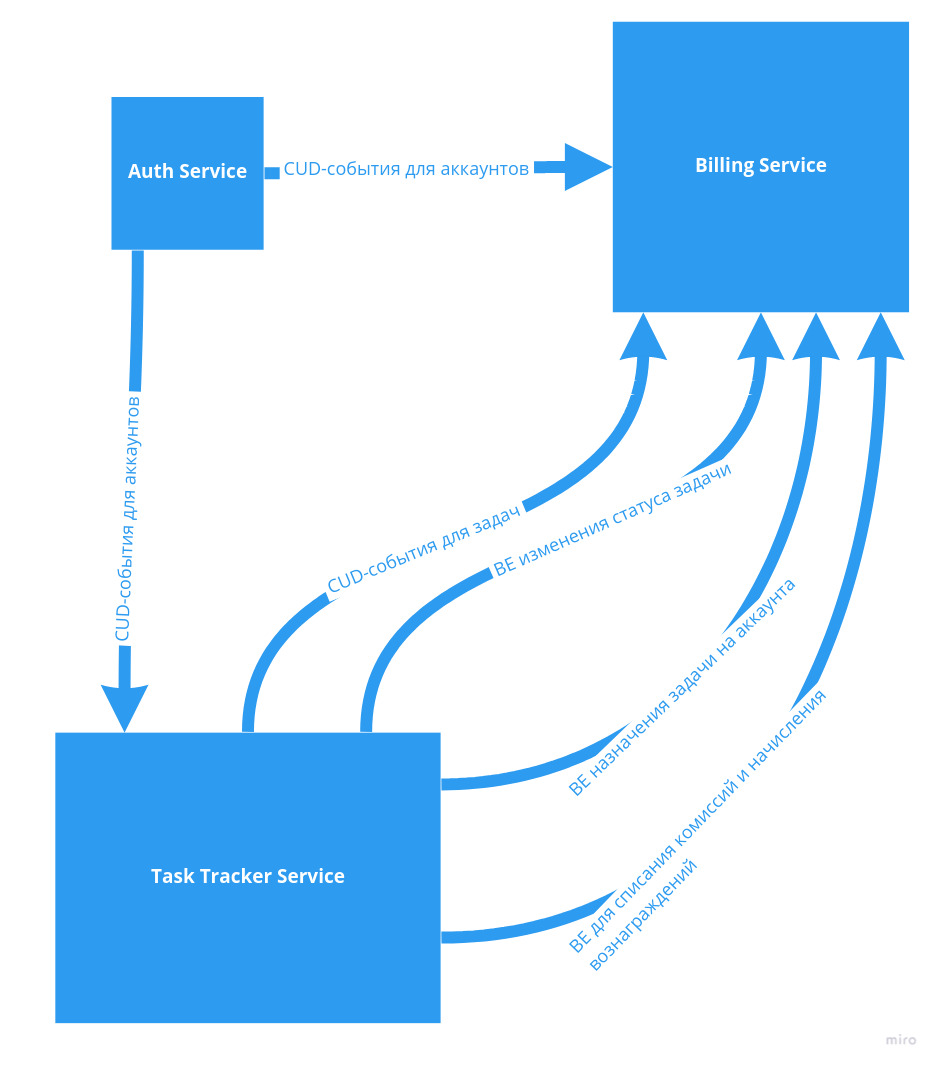 Billing Service
Auth Service
CUD-события для аккаунтов
CUD-события для аккаунтов
CUD-события для задач
BE изменения статуса задачи
BE назначения задачи на аккаунта
BE для списания комиссий и начисления
вознаграждений
Task Tracker Service
miro